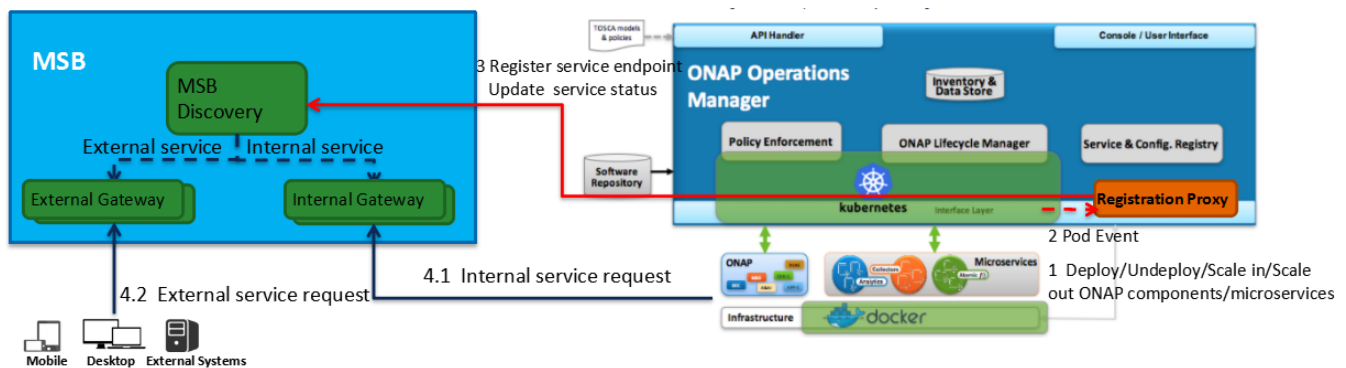 TOSCA models
& policies
API Handler
Console / User Interface
MSB
MSB
Discovery
3 Register service endpoint
Update service status
ONAP Operations
Manager
Inventory &
Data Store
External service
Internal service
Policy Enforcement
ONAP Lifecycle Manager
Service & Config. Registry
Software
Repository
External Gateway
Internal Gateway
kubernetes
Interface Layer
Registration Proxy
2 Pod Event
4.1 Internal service request
4.2 External service request
ONAP
Microservices
Collectors
Analytics
1 Deploy/Undeploy/Scale in/Scale
out ONAP components/microservices
Infrastructure
docker
Mobile
Desktop
External Systems